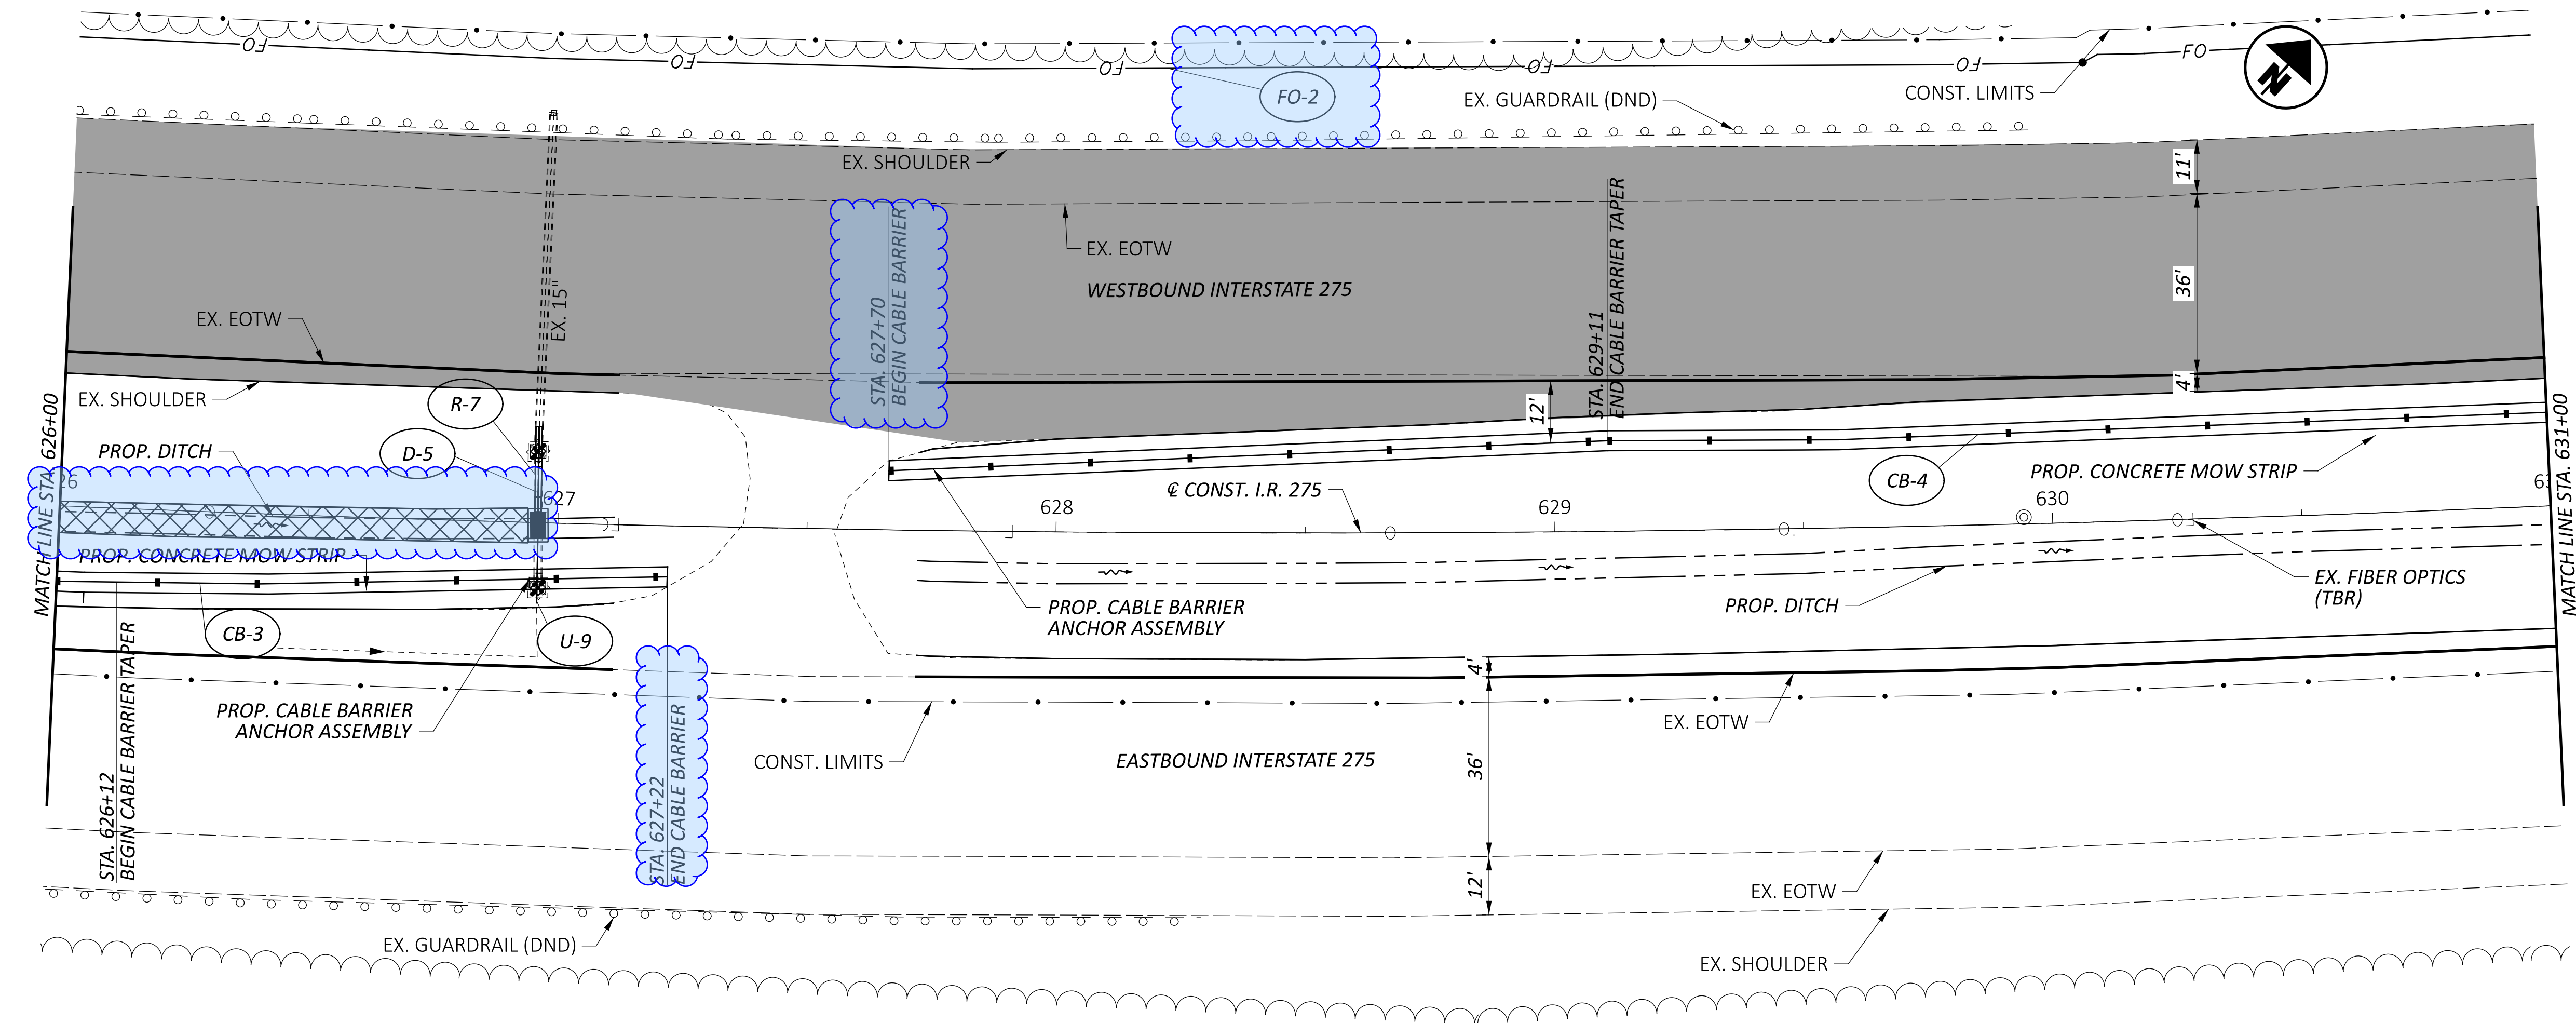 FO
FO
FO
FO
FO
FO
FO-2
N
CONST. LIMITS
EX. GUARDRAIL (DND)
EX. SHOULDER
11'
EX. EOTW
WESTBOUND INTERSTATE 275
36'
EX. 15"
STA. 627+70
BEGIN CABLE BARRIER
STA. 629+11
END CABLE BARRIER TAPER
EX. EOTW
4'
EX. SHOULDER
R-7
12'
D-5
PROP. DITCH
MATCH LINE STA. 626+00
26
627
PROP. CONCRETE MOW STRIP
℄ CONST. I.R. 275
628
629
630
63
CB-4
PROP. CONCRETE MOW STRIP
MATCH LINE STA. 631+00
EX. FIBER OPTICS
(TBR)
PROP. DITCH
PROP. CABLE BARRIER
ANCHOR ASSEMBLY
CB-3
U-9
4'
PROP. CABLE BARRIER
ANCHOR ASSEMBLY
STA. 626+12
BEGIN CABLE BARRIER TAPER
STA. 627+22
END CABLE BARRIER
CONST. LIMITS
EASTBOUND INTERSTATE 275
36'
EX. EOTW
12'
EX. EOTW
EX. GUARDRAIL (DND)
EX. SHOULDER